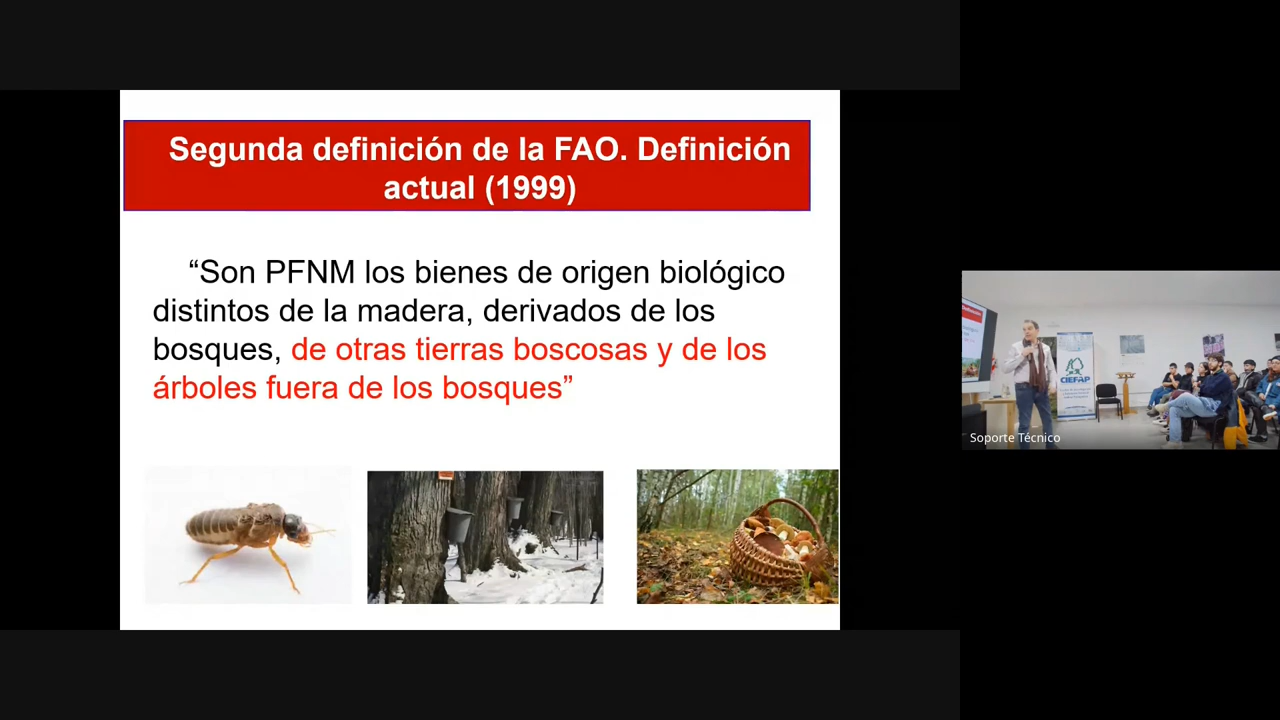 Segunda definición de la FAO. Definición
actual (1999)
“Son PFNM los bienes de origen biológico
distintos de la madera, derivados de los
bosques, de otras tierras boscosas y de los
árboles fuera de los bosques”
CIEFAP
Soporte Técnico